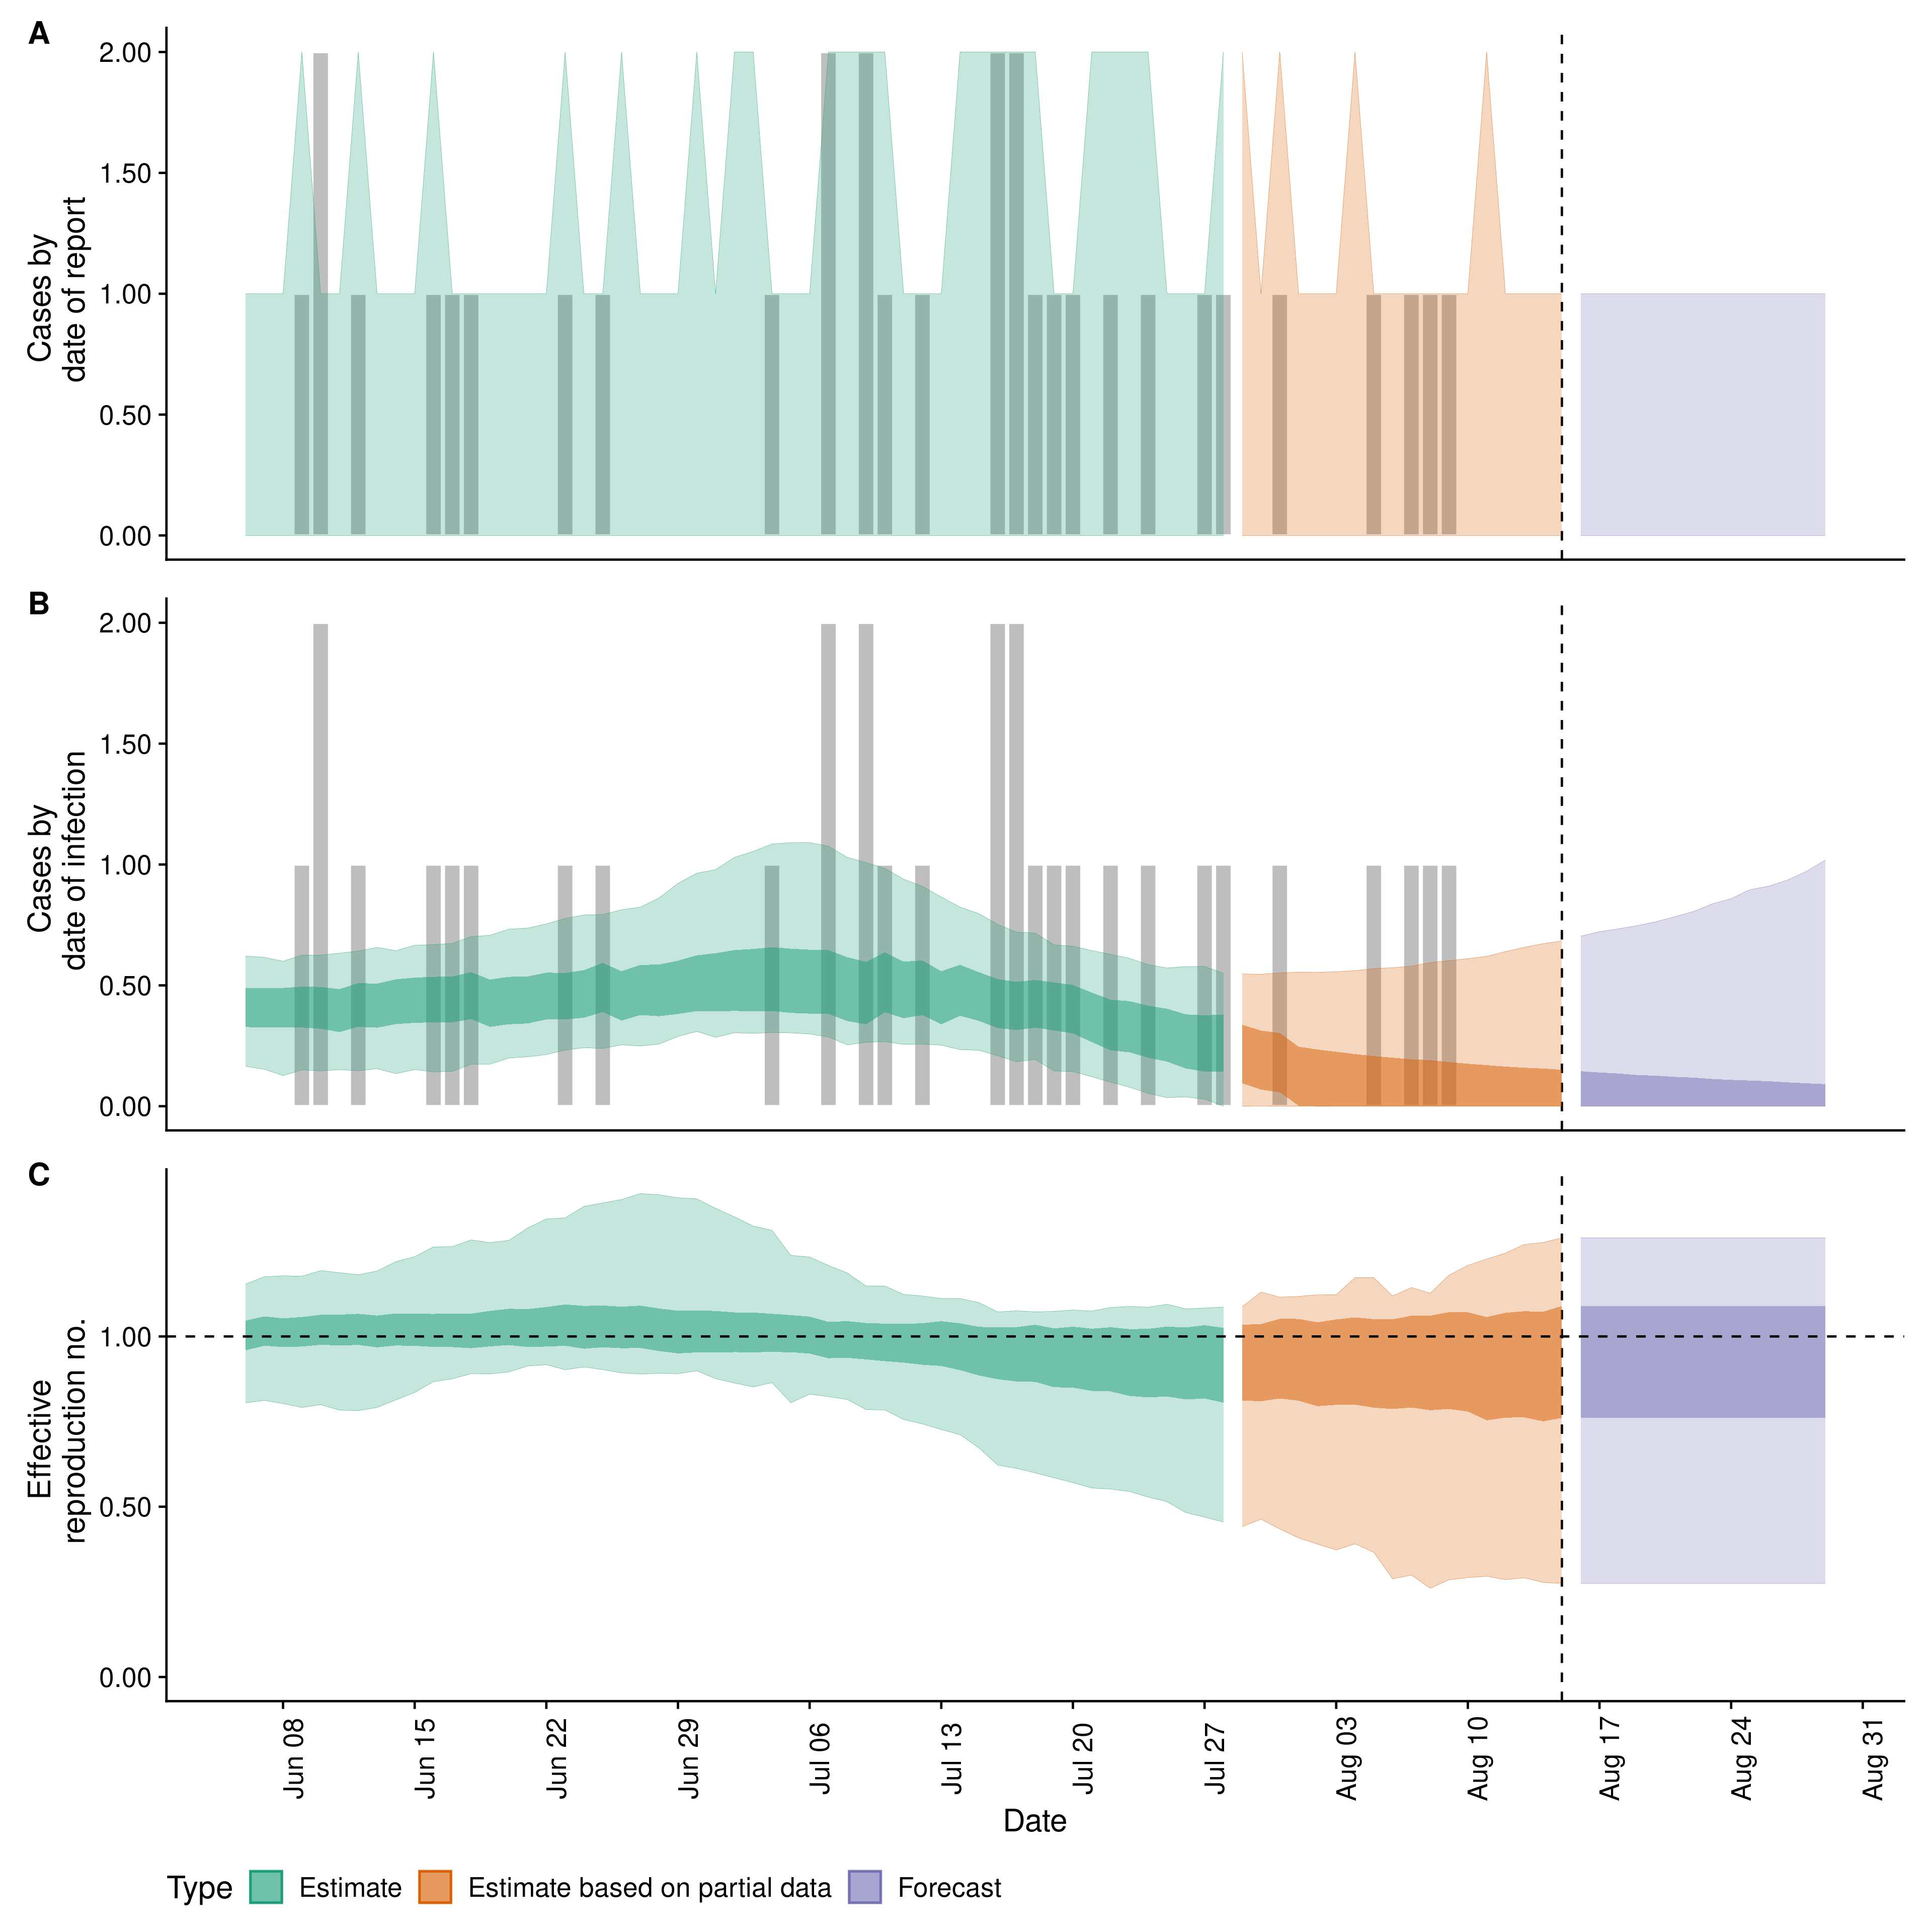 A
Cases by
date of report
2.00
1.50
1.00
0.50
0.00
B
Cases by
date of infection
2.00
1.50
1.00
0.50
0.00
C
Effective
reproduction no.
1.00
0.50
0.00
Jun 08
Jun 15
Jun 22
Jun 29
Jul 06
Jul 13
Jul 20
Jul 27
Aug 03
Aug 10
Aug 17
Aug 24
Aug 31
Date
Type Estimate Estimate based on partial data Forecast